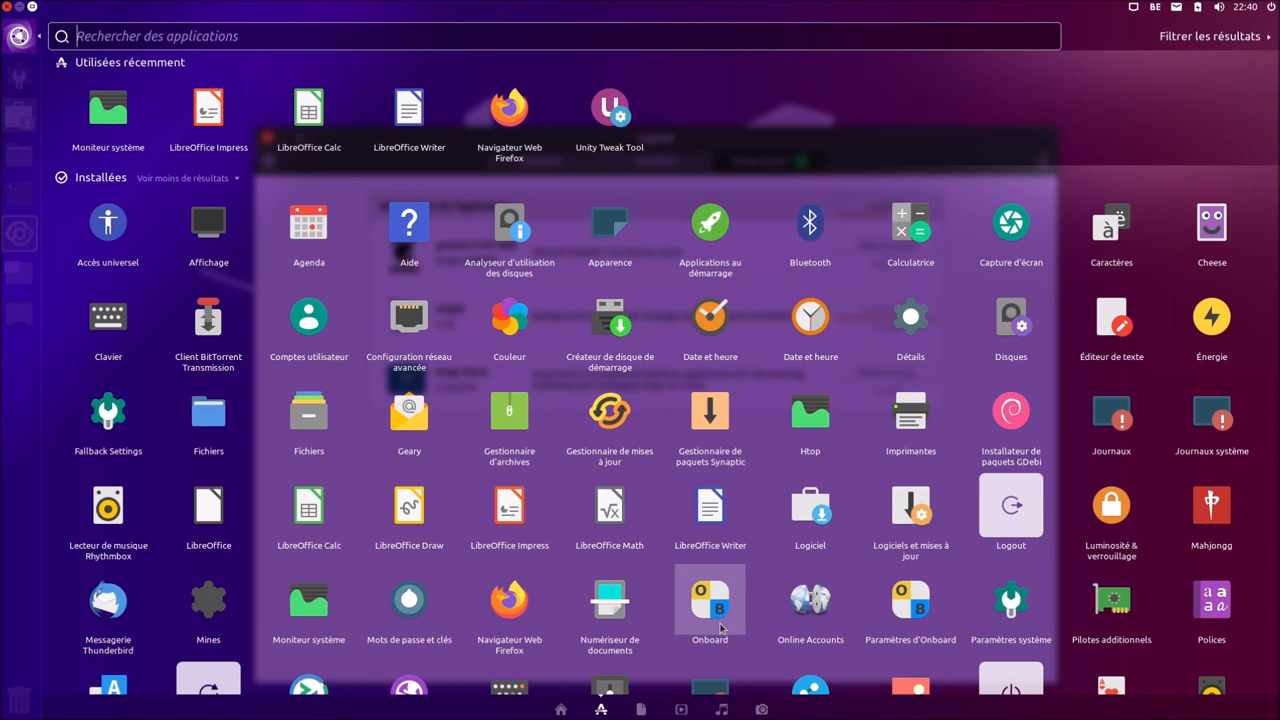 BE
22:40
Rechercher des applications
Filtrer les résultats
Utilisées récemment
Moniteur système
LibreOffice Impress
LibreOffice Calc
LibreOffice Writer
Navigateur Web
Firefox
Unity Tweak Tool
Installées
Voir moins de résultats
Accès universel
Affichage
Agenda
Aide
Analyseur d'utilisation
des disques
Apparence
Applications au
démarrage
Bluetooth
Calculatrice
Capture d'écran
Caractères
Cheese
Clavier
Client BitTorrent
Transmission
Comptes utilisateur
Configuration réseau
avancée
Couleur
Créateur de disque de
démarrage
Date et heure
Date et heure
Détails
Disques
Éditeur de texte
Énergie
Fallback Settings
Fichiers
Fichiers
Geary
Gestionnaire
d'archives
Gestionnaire de mises
à jour
Gestionnaire de
paquets Synaptic
Htop
Imprimantes
Installateur de
paquets GDebi
Journaux
Journaux système
Lecteur de musique
Rhythmbox
LibreOffice
LibreOffice Calc
LibreOffice Draw
LibreOffice Impress
LibreOffice Math
LibreOffice Writer
Logiciel
Logiciels et mises à
jour
Logout
Luminosité &
verrouillage
Mahjongg
Messagerie
Thunderbird
Mines
Moniteur système
Mots de passe et clés
Navigateur Web
Firefox
Numériseur de
documents
Onboard
Online Accounts
Paramètres d'Onboard
Paramètres système
Pilotes additionnels
Polices